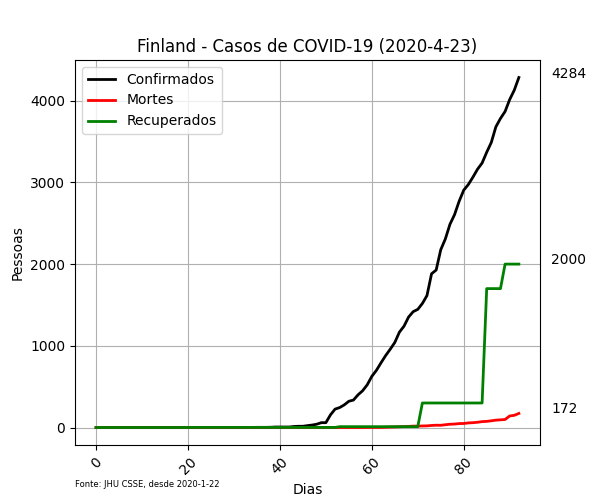 Finland - Casos de COVID-19 (2020-4-23)
Confirmados
Mortes
Recuperados
4284
2000
172
4000
3000
2000
1000
0
Pessoas
0
20
40
60
80
Dias
Fonte: JHU CSSE, desde 2020-1-22